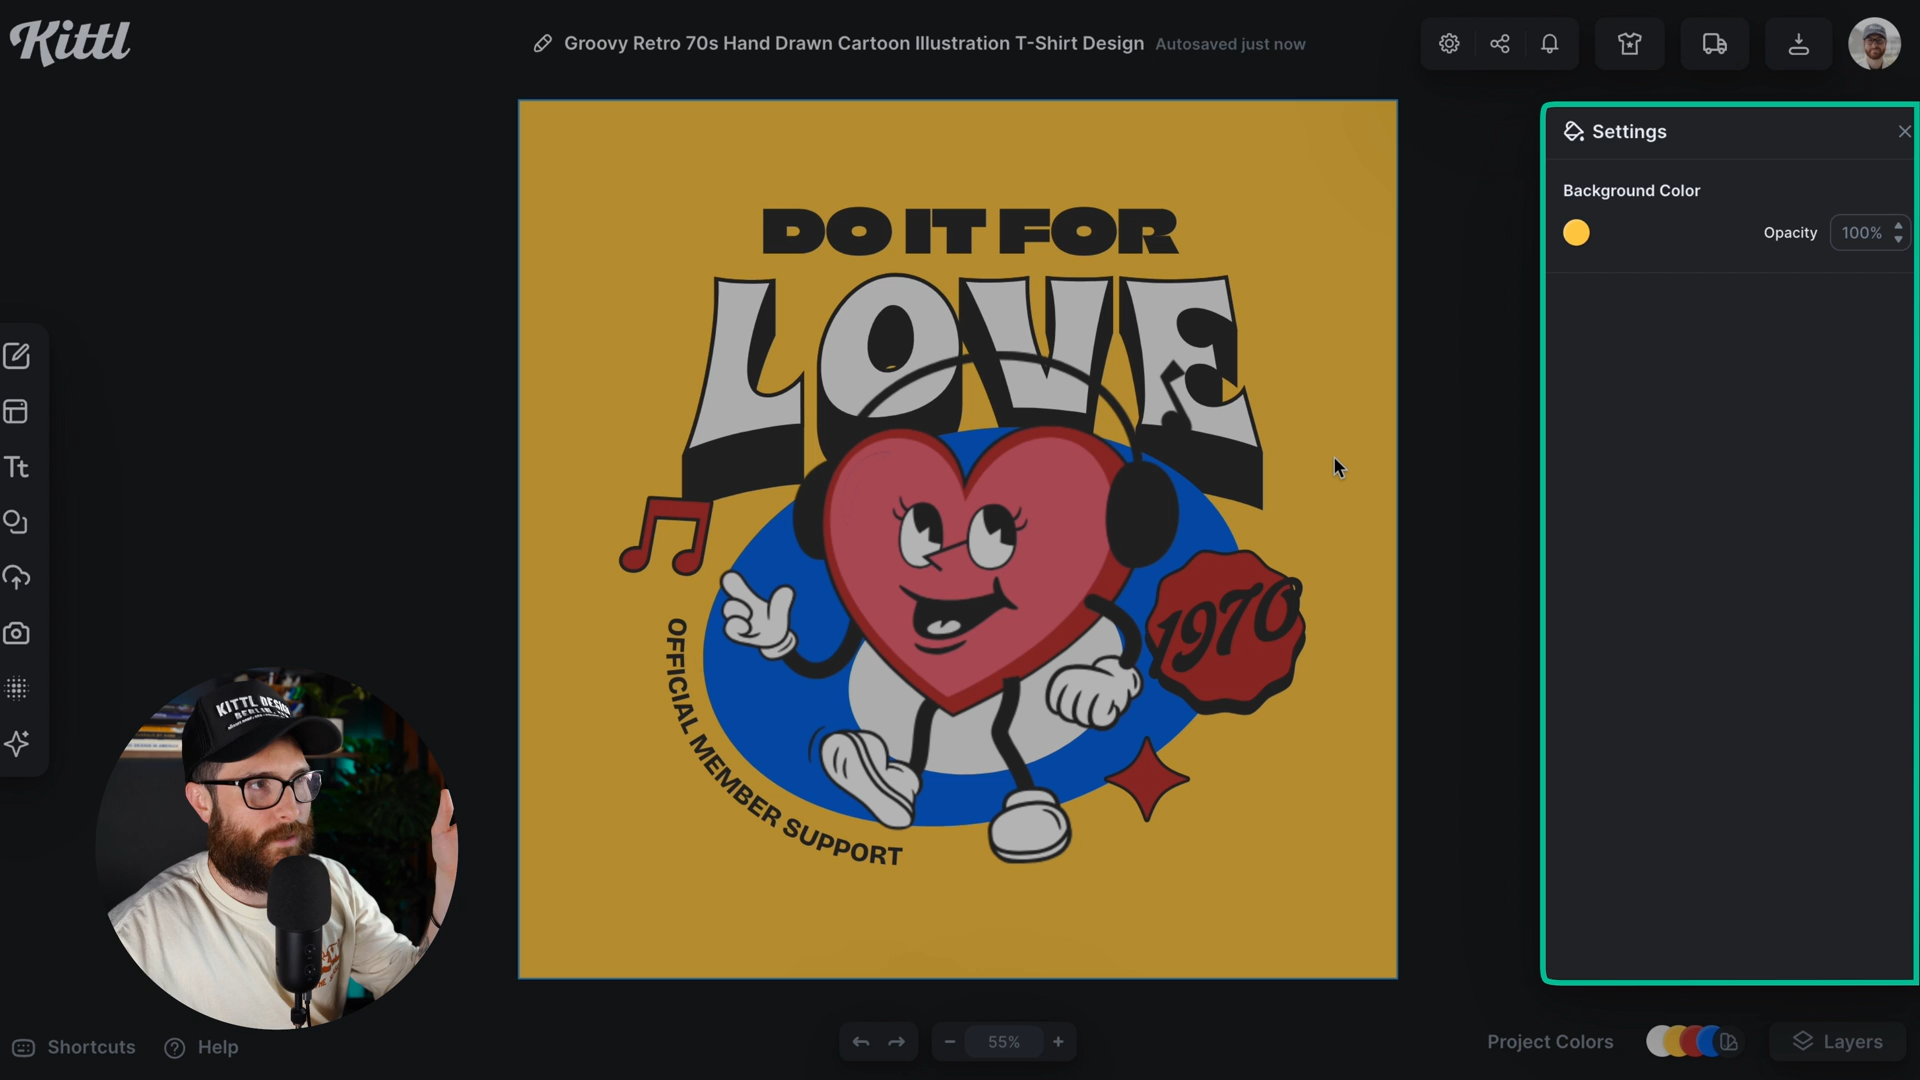 Kittl
Groovy Retro 70s Hand Drawn Cartoon Illustration T-Shirt Design Autosaved just now
Settings
Background Color
Opacity 100%
DO IT FOR
LOVE
1970
OFFICIAL MEMBER SUPPORT
Tt
KITTL DESIGN
Shortcuts
Help
55%
Project Colors
Layers